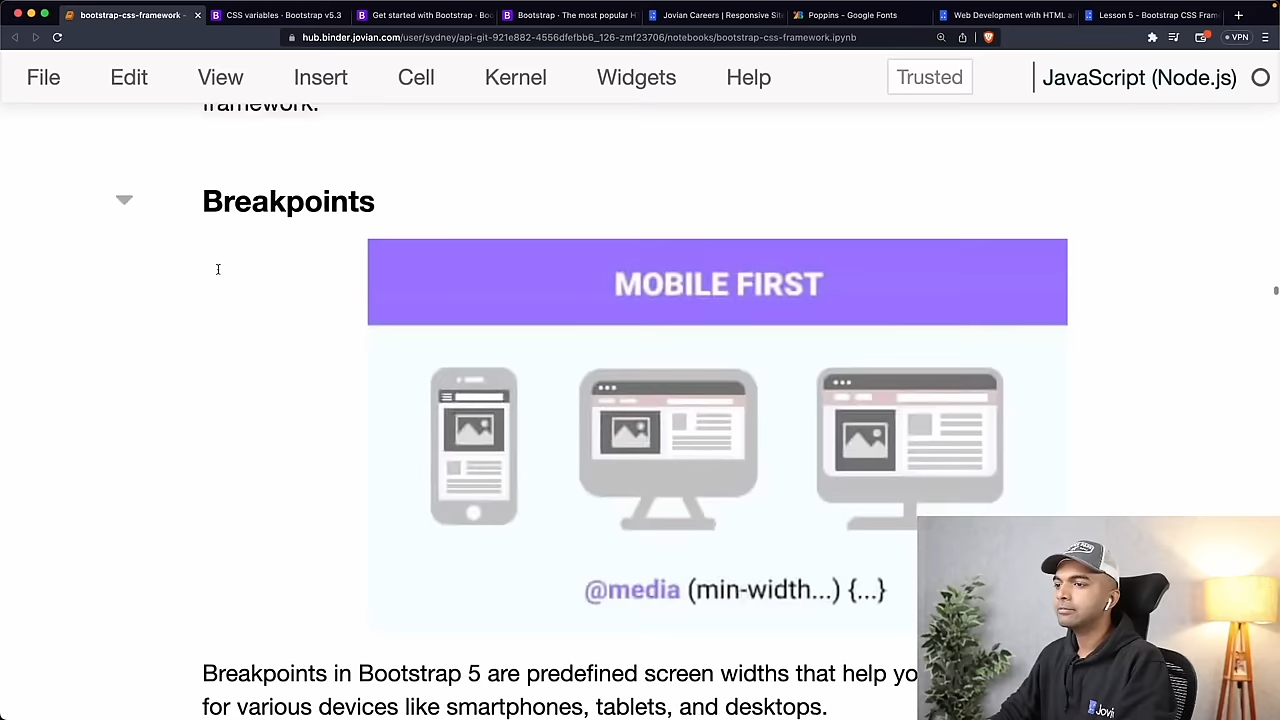 bootstrap-css-framework -
CSS variables · Bootstrap v5.3
Get started with Bootstrap · Boo
Bootstrap · The most popular H
Jovian Careers | Responsive Sit
Poppins - Google Fonts
Web Development with HTML a
Lesson 5 - Bootstrap CSS Fram
hub.binder.jovian.com/user/sydney/api-git-921e882-4556dfefbb6_126-zmf23706/notebooks/bootstrap-css-framework.ipynb
VPN
File Edit View Insert Cell Kernel Widgets Help Trusted JavaScript (Node.js)
framework.
Breakpoints
MOBILE FIRST
@media (min-width...) {...}
Breakpoints in Bootstrap 5 are predefined screen widths that help yo
for various devices like smartphones, tablets, and desktops.
Jovi